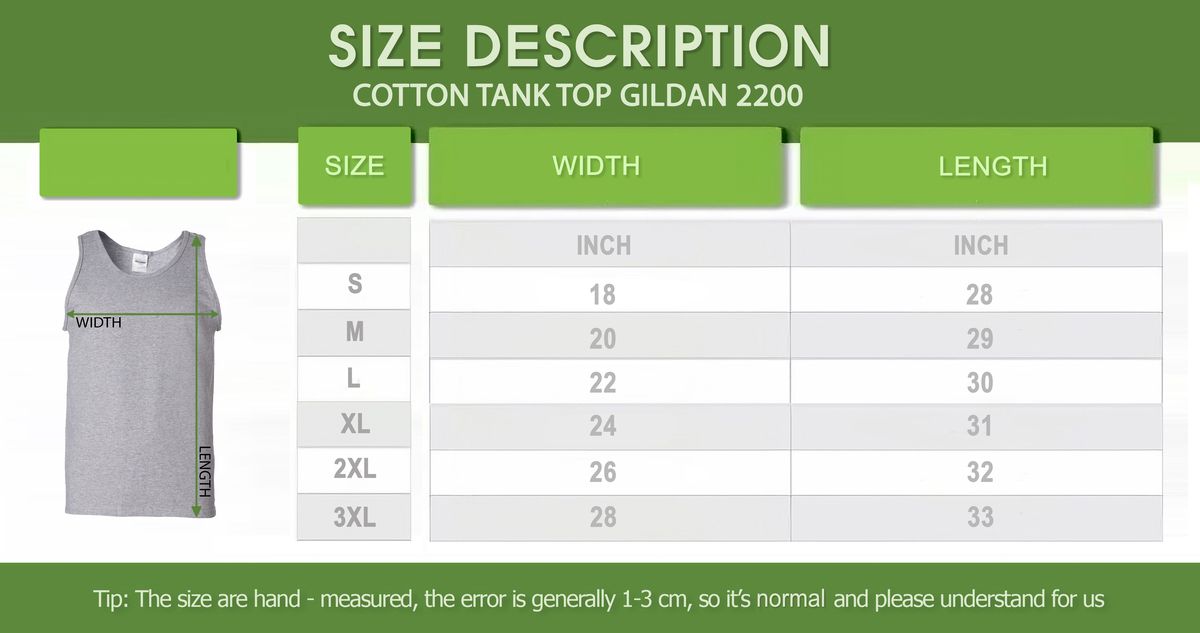 SIZE DESCRIPTION
COTTON TANK TOP GILDAN 2200
SIZE WIDTH LENGTH
INCH INCH
S 18 28
M 20 29
L 22 30
XL 24 31
2XL 26 32
3XL 28 33
WIDTH
LENGTH
Tip: The size are hand - measured, the error is generally 1-3 cm, so it's normal and please understand for us